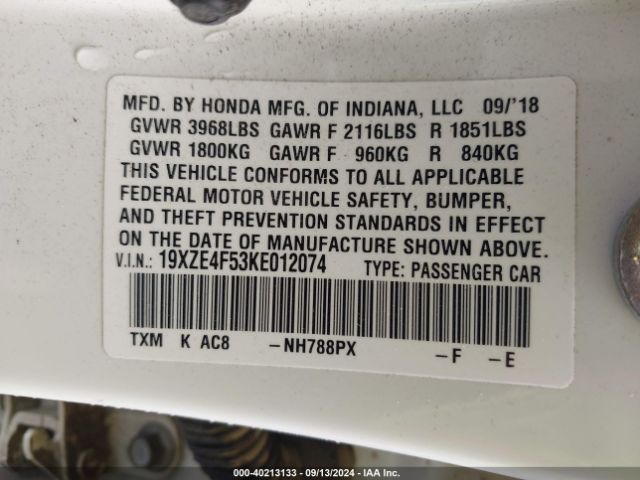 MFD. BY HONDA MFG. OF INDIANA, LLC 09/'18
GVWR 3968LBS GAWR F 2116LBS R 1851LBS
GVWR 1800KG GAWR F 960KG R 840KG
THIS VEHICLE CONFORMS TO ALL APPLICABLE
FEDERAL MOTOR VEHICLE SAFETY, BUMPER,
AND THEFT PREVENTION STANDARDS IN EFFECT
ON THE DATE OF MANUFACTURE SHOWN ABOVE.
V.I.N.: 19XZE4F53KE012074 TYPE: PASSENGER CAR
TXM K AC8 -NH788PX -F -E
000-40213133 - 09/13/2024 - IAA Inc.